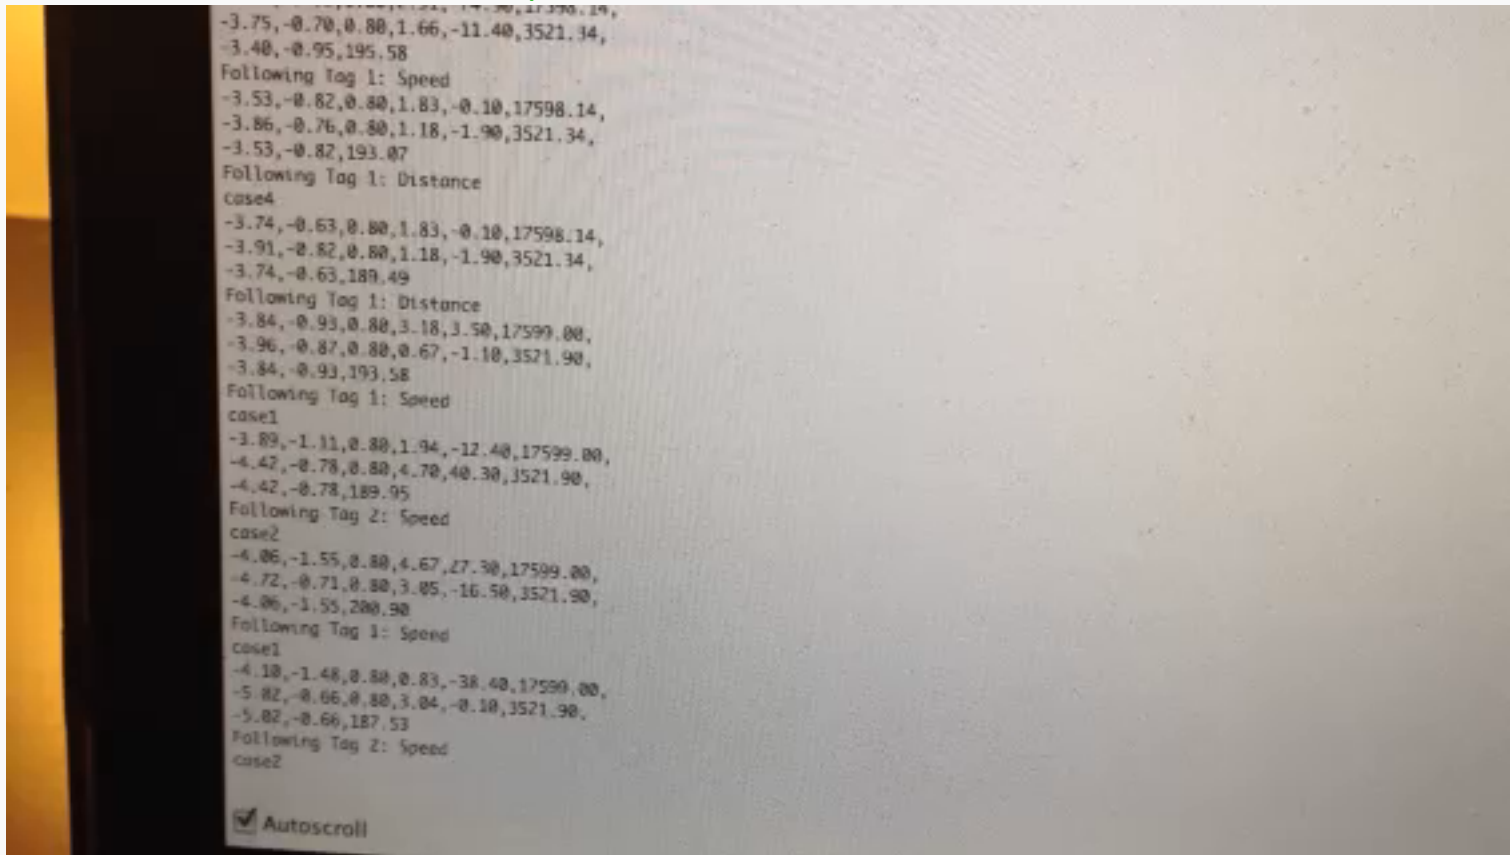 -3.75,-0.70,0.80,1.66,-11.40,3521.34,
-3.40,-0.95,195.58
Following Tag 1: Speed
-3.53,-0.82,0.80,1.83,-0.10,17598.14,
-3.86,-0.76,0.80,1.18,-1.90,3521.34,
-3.53,-0.82,193.07
Following Tag 1: Distance
case4
-3.74,-0.63,0.80,1.83,-0.10,17598.14,
-3.91,-0.82,0.80,1.18,-1.90,3521.34,
-3.74,-0.63,189.49
Following Tag 1: Distance
-3.84,-0.93,0.80,3.18,3.50,17599.00,
-3.96,-0.87,0.80,0.67,-1.10,3521.90,
-3.84,-0.93,193.58
Following Tag 1: Speed
case1
-3.89,-1.11,0.80,1.94,-12.40,17599.00,
-4.42,-0.78,0.80,4.70,40.30,3521.90,
-4.42,-0.78,189.95
Following Tag 2: Speed
case2
-4.06,-1.55,0.80,4.67,27.30,17599.00,
-4.72,-0.71,0.80,3.05,-16.50,3521.90,
-4.06,-1.55,200.90
Following Tag 1: Speed
case1
-4.10,-1.48,0.80,0.83,-38.40,17599.00,
-5.02,-0.66,0.80,3.04,-0.10,3521.90,
-5.02,-0.66,187.53
Following Tag 2: Speed
case2
Autoscroll